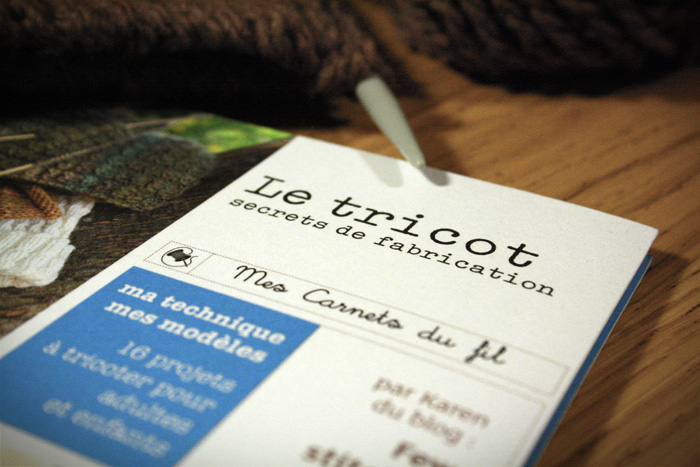 Le tricot
secrets de fabrication
Mes Carnets du fil
ma technique
mes modèles
16 projets
à tricoter pour
adultes
et enfants
par Karen
du blog :